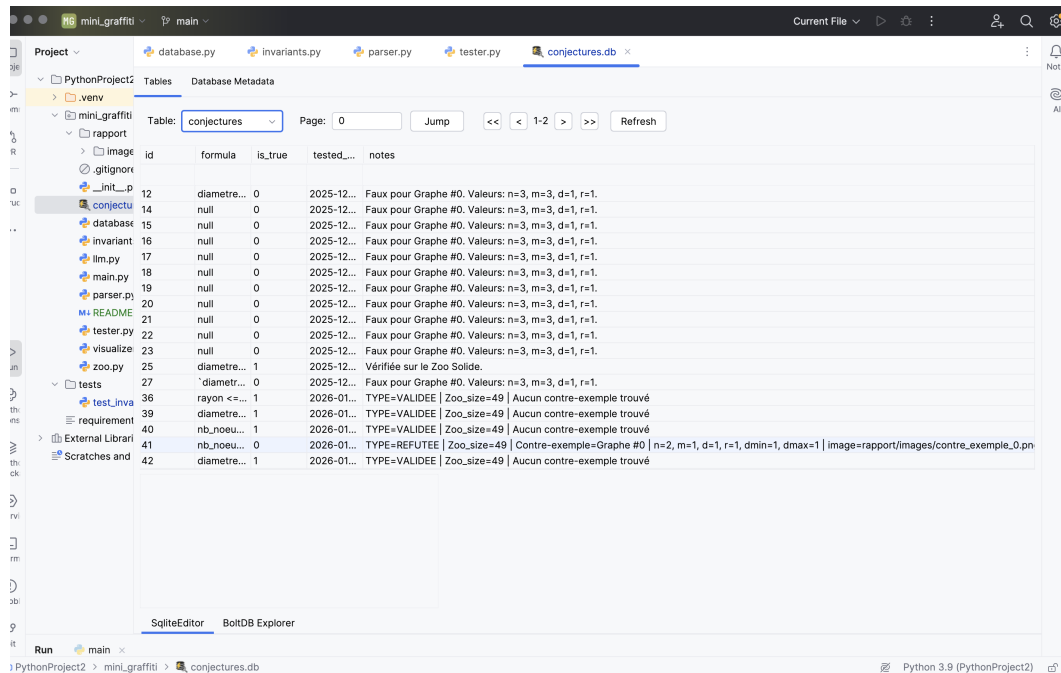 MG mini_graffiti main Current File
Project database.py invariants.py parser.py tester.py conjectures.db
PythonProject2 Tables Database Metadata
.venv
mini_graffiti Table: conjectures Page: 0 Jump << < 1-2 > >> Refresh
rapport
image id formula is_true tested_... notes
.gitignore
__init__.p 12 diametre... 0 2025-12... Faux pour Graphe #0. Valeurs: n=3, m=3, d=1, r=1.
conjectu 14 null 0 2025-12... Faux pour Graphe #0. Valeurs: n=3, m=3, d=1, r=1.
database 15 null 0 2025-12... Faux pour Graphe #0. Valeurs: n=3, m=3, d=1, r=1.
invariant 16 null 0 2025-12... Faux pour Graphe #0. Valeurs: n=3, m=3, d=1, r=1.
llm.py 17 null 0 2025-12... Faux pour Graphe #0. Valeurs: n=3, m=3, d=1, r=1.
main.py 18 null 0 2025-12... Faux pour Graphe #0. Valeurs: n=3, m=3, d=1, r=1.
parser.py 19 null 0 2025-12... Faux pour Graphe #0. Valeurs: n=3, m=3, d=1, r=1.
M↓ README 20 null 0 2025-12... Faux pour Graphe #0. Valeurs: n=3, m=3, d=1, r=1.
tester.py 21 null 0 2025-12... Faux pour Graphe #0. Valeurs: n=3, m=3, d=1, r=1.
visualize 22 null 0 2025-12... Faux pour Graphe #0. Valeurs: n=3, m=3, d=1, r=1.
zoo.py 23 null 0 2025-12... Faux pour Graphe #0. Valeurs: n=3, m=3, d=1, r=1.
25 diametre... 1 2025-12... Vérifiée sur le Zoo Solide.
tests 27 `diametr... 0 2025-12... Faux pour Graphe #0. Valeurs: n=3, m=3, d=1, r=1.
test_inva 36 rayon <=... 1 2026-01... TYPE=VALIDEE | Zoo_size=49 | Aucun contre-exemple trouvé
requirement 39 diametre... 1 2026-01... TYPE=VALIDEE | Zoo_size=49 | Aucun contre-exemple trouvé
External Librari 40 nb_noeu... 1 2026-01... TYPE=VALIDEE | Zoo_size=49 | Aucun contre-exemple trouvé
41 nb_noeu... 0 2026-01... TYPE=REFUTEE | Zoo_size=49 | Contre-exemple=Graphe #0 | n=2, m=1, d=1, r=1, dmin=1, dmax=1 | image=rapport/images/contre_exemple_0.pn
Scratches and 42 diametre... 1 2026-01... TYPE=VALIDEE | Zoo_size=49 | Aucun contre-exemple trouvé
SqliteEditor BoltDB Explorer
Run main
PythonProject2 > mini_graffiti > conjectures.db Python 3.9 (PythonProject2)
Not
AI